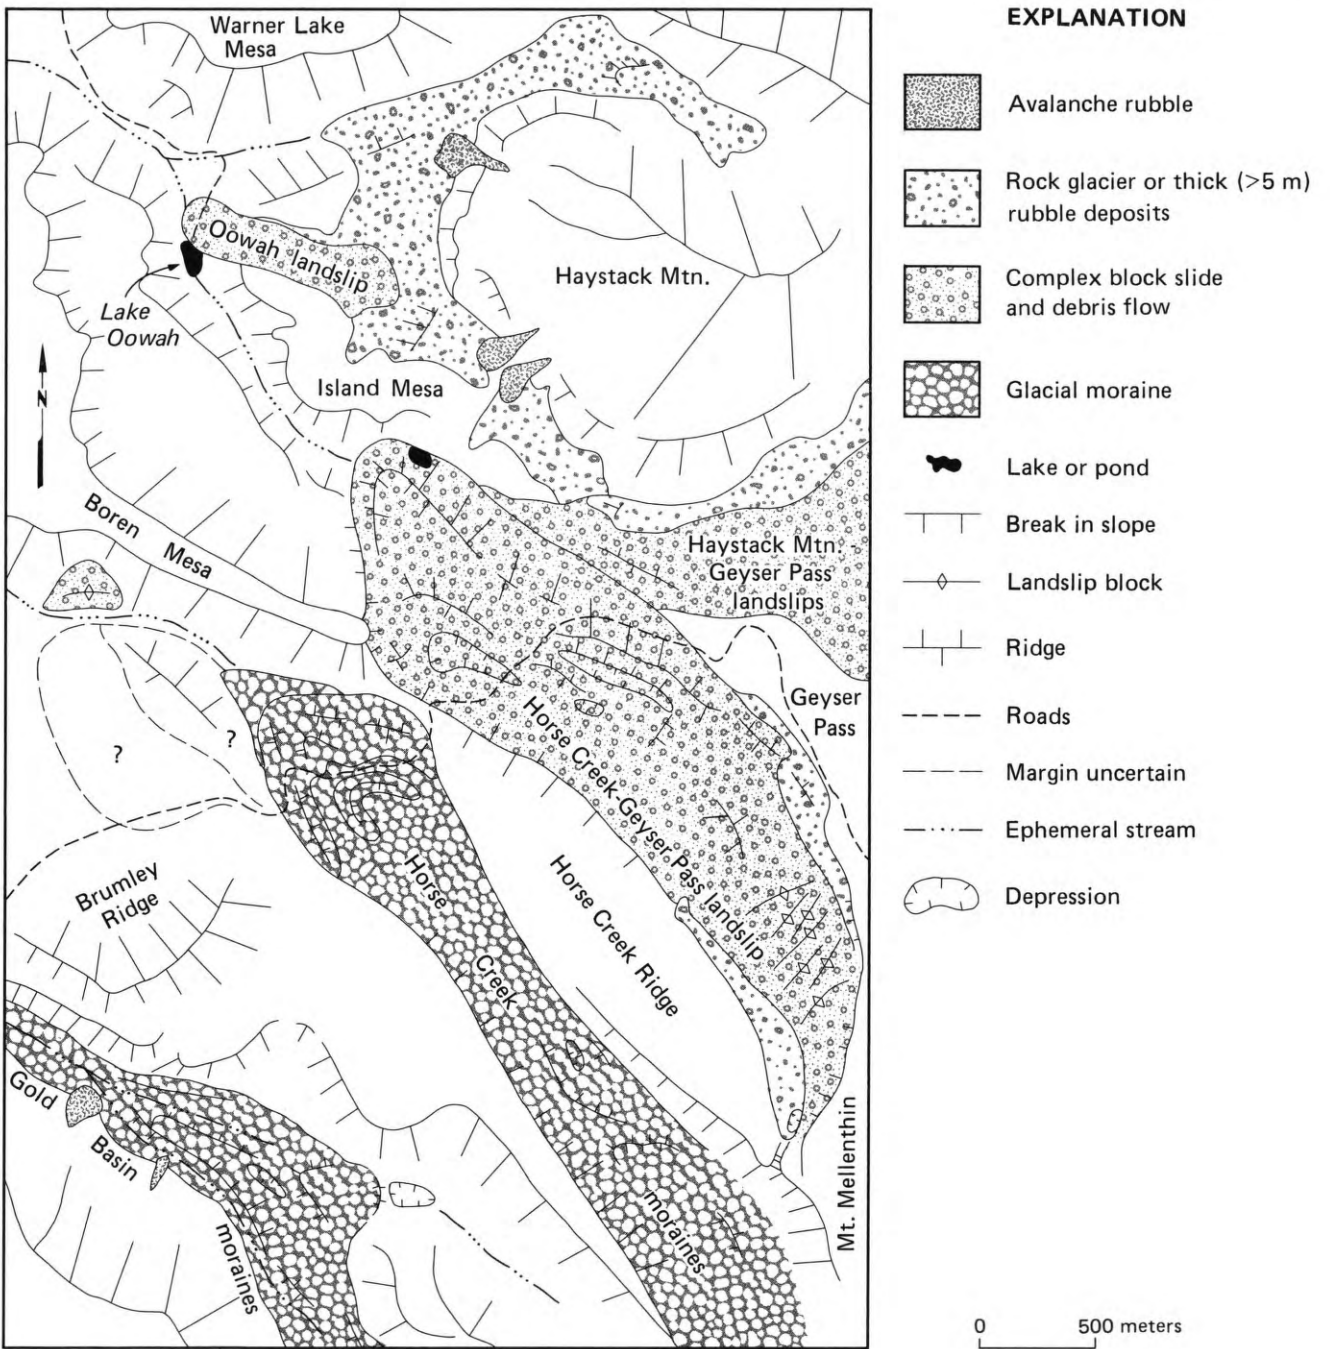 Warner Lake
Mesa
Oowah landslip
Lake
Oowah
Haystack Mtn.
N
Island Mesa
Boren Mesa
Haystack Mtn.
Geyser Pass
landslips
Geyser
Pass
?
?
Horse Creek-Geyser Pass landslip
Horse Creek Ridge
Brumley
Ridge
Horse Creek moraines
Gold Basin moraines
Mt. Mellenthin
EXPLANATION
Avalanche rubble
Rock glacier or thick (>5 m)
rubble deposits
Complex block slide
and debris flow
Glacial moraine
Lake or pond
Break in slope
Landslip block
Ridge
Roads
Margin uncertain
Ephemeral stream
Depression
0 500 meters